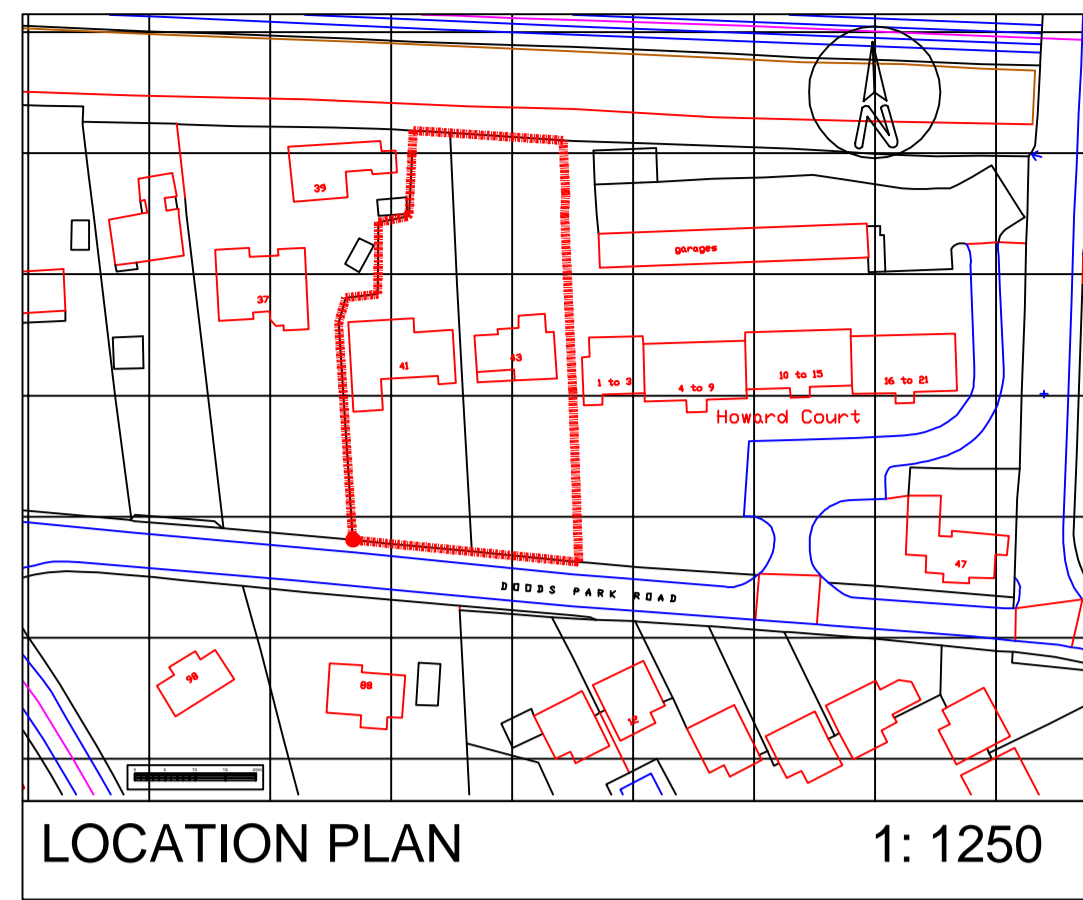 N
39
garages
37
41
43
1 to 3
4 to 9
10 to 15
16 to 21
Howard Court
47
DOODS PARK ROAD
90
88
12
LOCATION PLAN
1: 1250